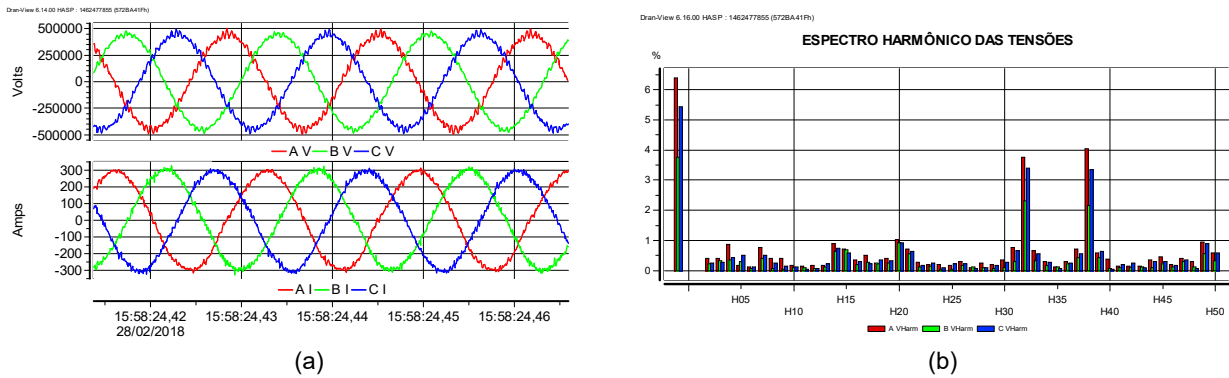 Dran-View 6.14.00 HASP : 1462477855 (572BA41Fh)
500000
250000
0
-250000
-500000
Volts
A V B V C V
300
200
100
0
-100
-200
-300
Amps
A I B I C I
15:58:24,42 15:58:24,43 15:58:24,44 15:58:24,45 15:58:24,46
28/02/2018
(a)
Dran-View 6.16.00 HASP : 1462477855 (572BA41Fh)
ESPECTRO HARMÔNICO DAS TENSÕES
%
6
5
4
3
2
1
0
H05 H15 H25 H35 H45
H10 H20 H30 H40 H50
A VHarm B VHarm C VHarm
(b)